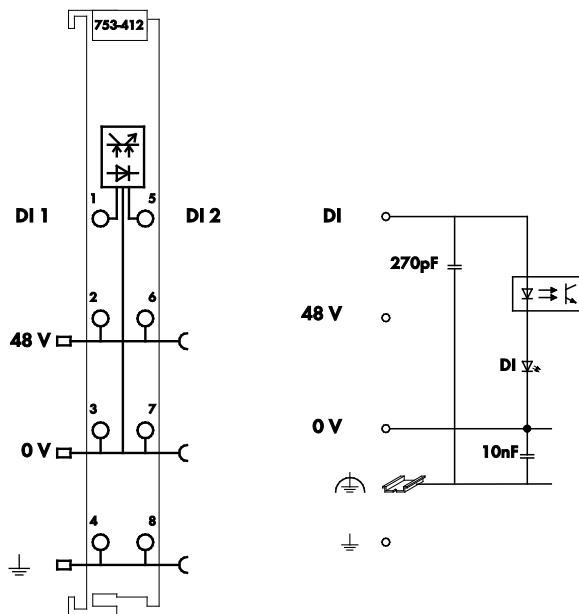 753-412
1 5
DI 1 DI 2 DI
270pF
2 6 48 V
48 V
DI
3 7 0 V
0 V 10nF
4 8